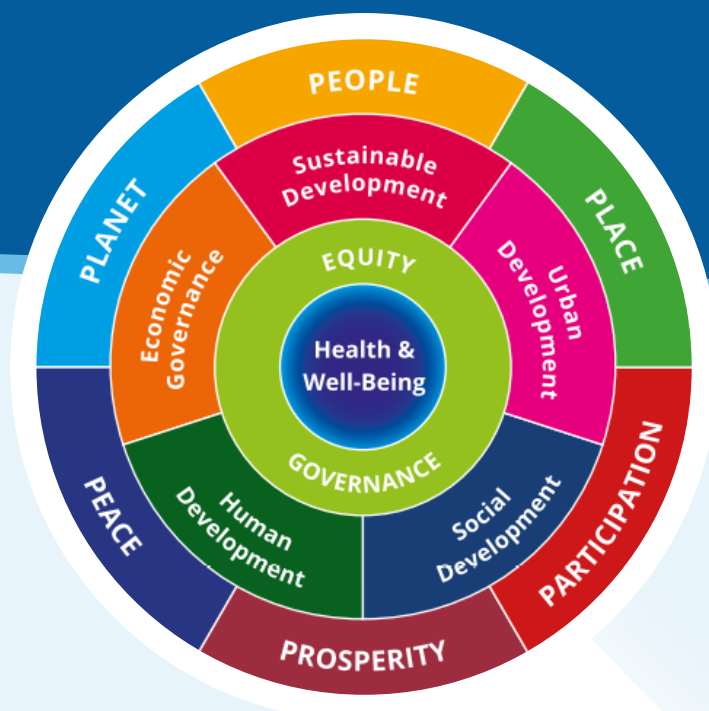 PEOPLE
PLACE
PARTICIPATION
PROSPERITY
PEACE
PLANET
Sustainable
Development
Urban
Development
Social
Development
Human
Development
Economic
Governance
EQUITY
GOVERNANCE
Health &
Well-Being